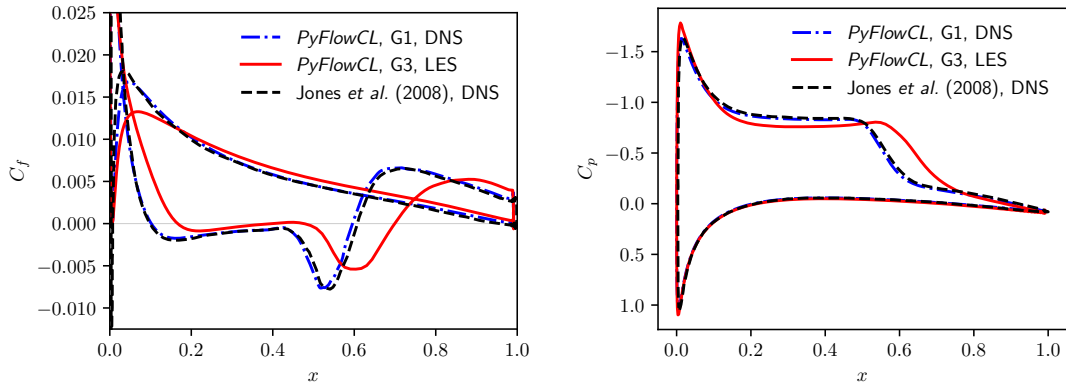 0.025
0.020
0.015
0.010
0.005
0.000
−0.005
−0.010
C_f
PyFlowCL, G1, DNS
PyFlowCL, G3, LES
Jones et al. (2008), DNS
0.0 0.2 0.4 0.6 0.8 1.0
x
−1.5
−1.0
−0.5
0.0
0.5
1.0
C_p
PyFlowCL, G1, DNS
PyFlowCL, G3, LES
Jones et al. (2008), DNS
0.0 0.2 0.4 0.6 0.8 1.0
x